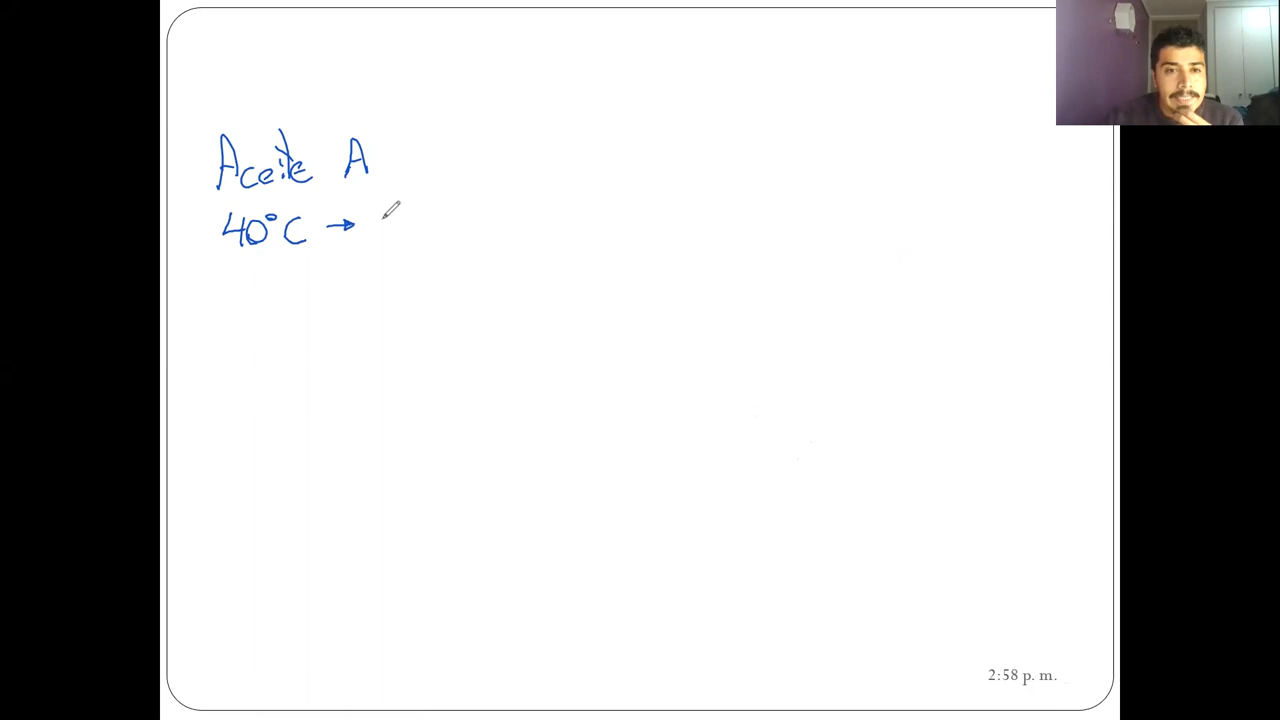 Aceite A
40°C →
2:58 p. m.